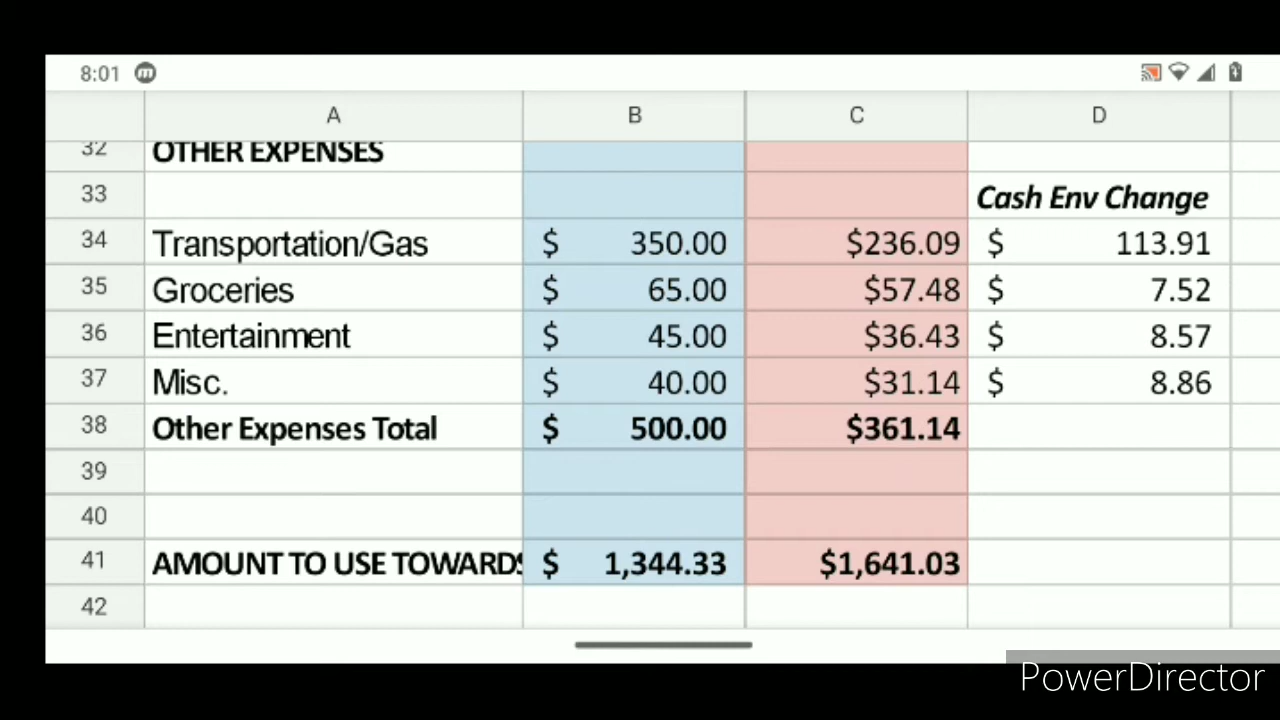 8:01
A B C D
32 OTHER EXPENSES
33 Cash Env Change
34 Transportation/Gas $ 350.00 $236.09 $ 113.91
35 Groceries $ 65.00 $57.48 $ 7.52
36 Entertainment $ 45.00 $36.43 $ 8.57
37 Misc. $ 40.00 $31.14 $ 8.86
38 Other Expenses Total $ 500.00 $361.14
39
40
41 AMOUNT TO USE TOWARDS $ 1,344.33 $1,641.03
42
PowerDirector